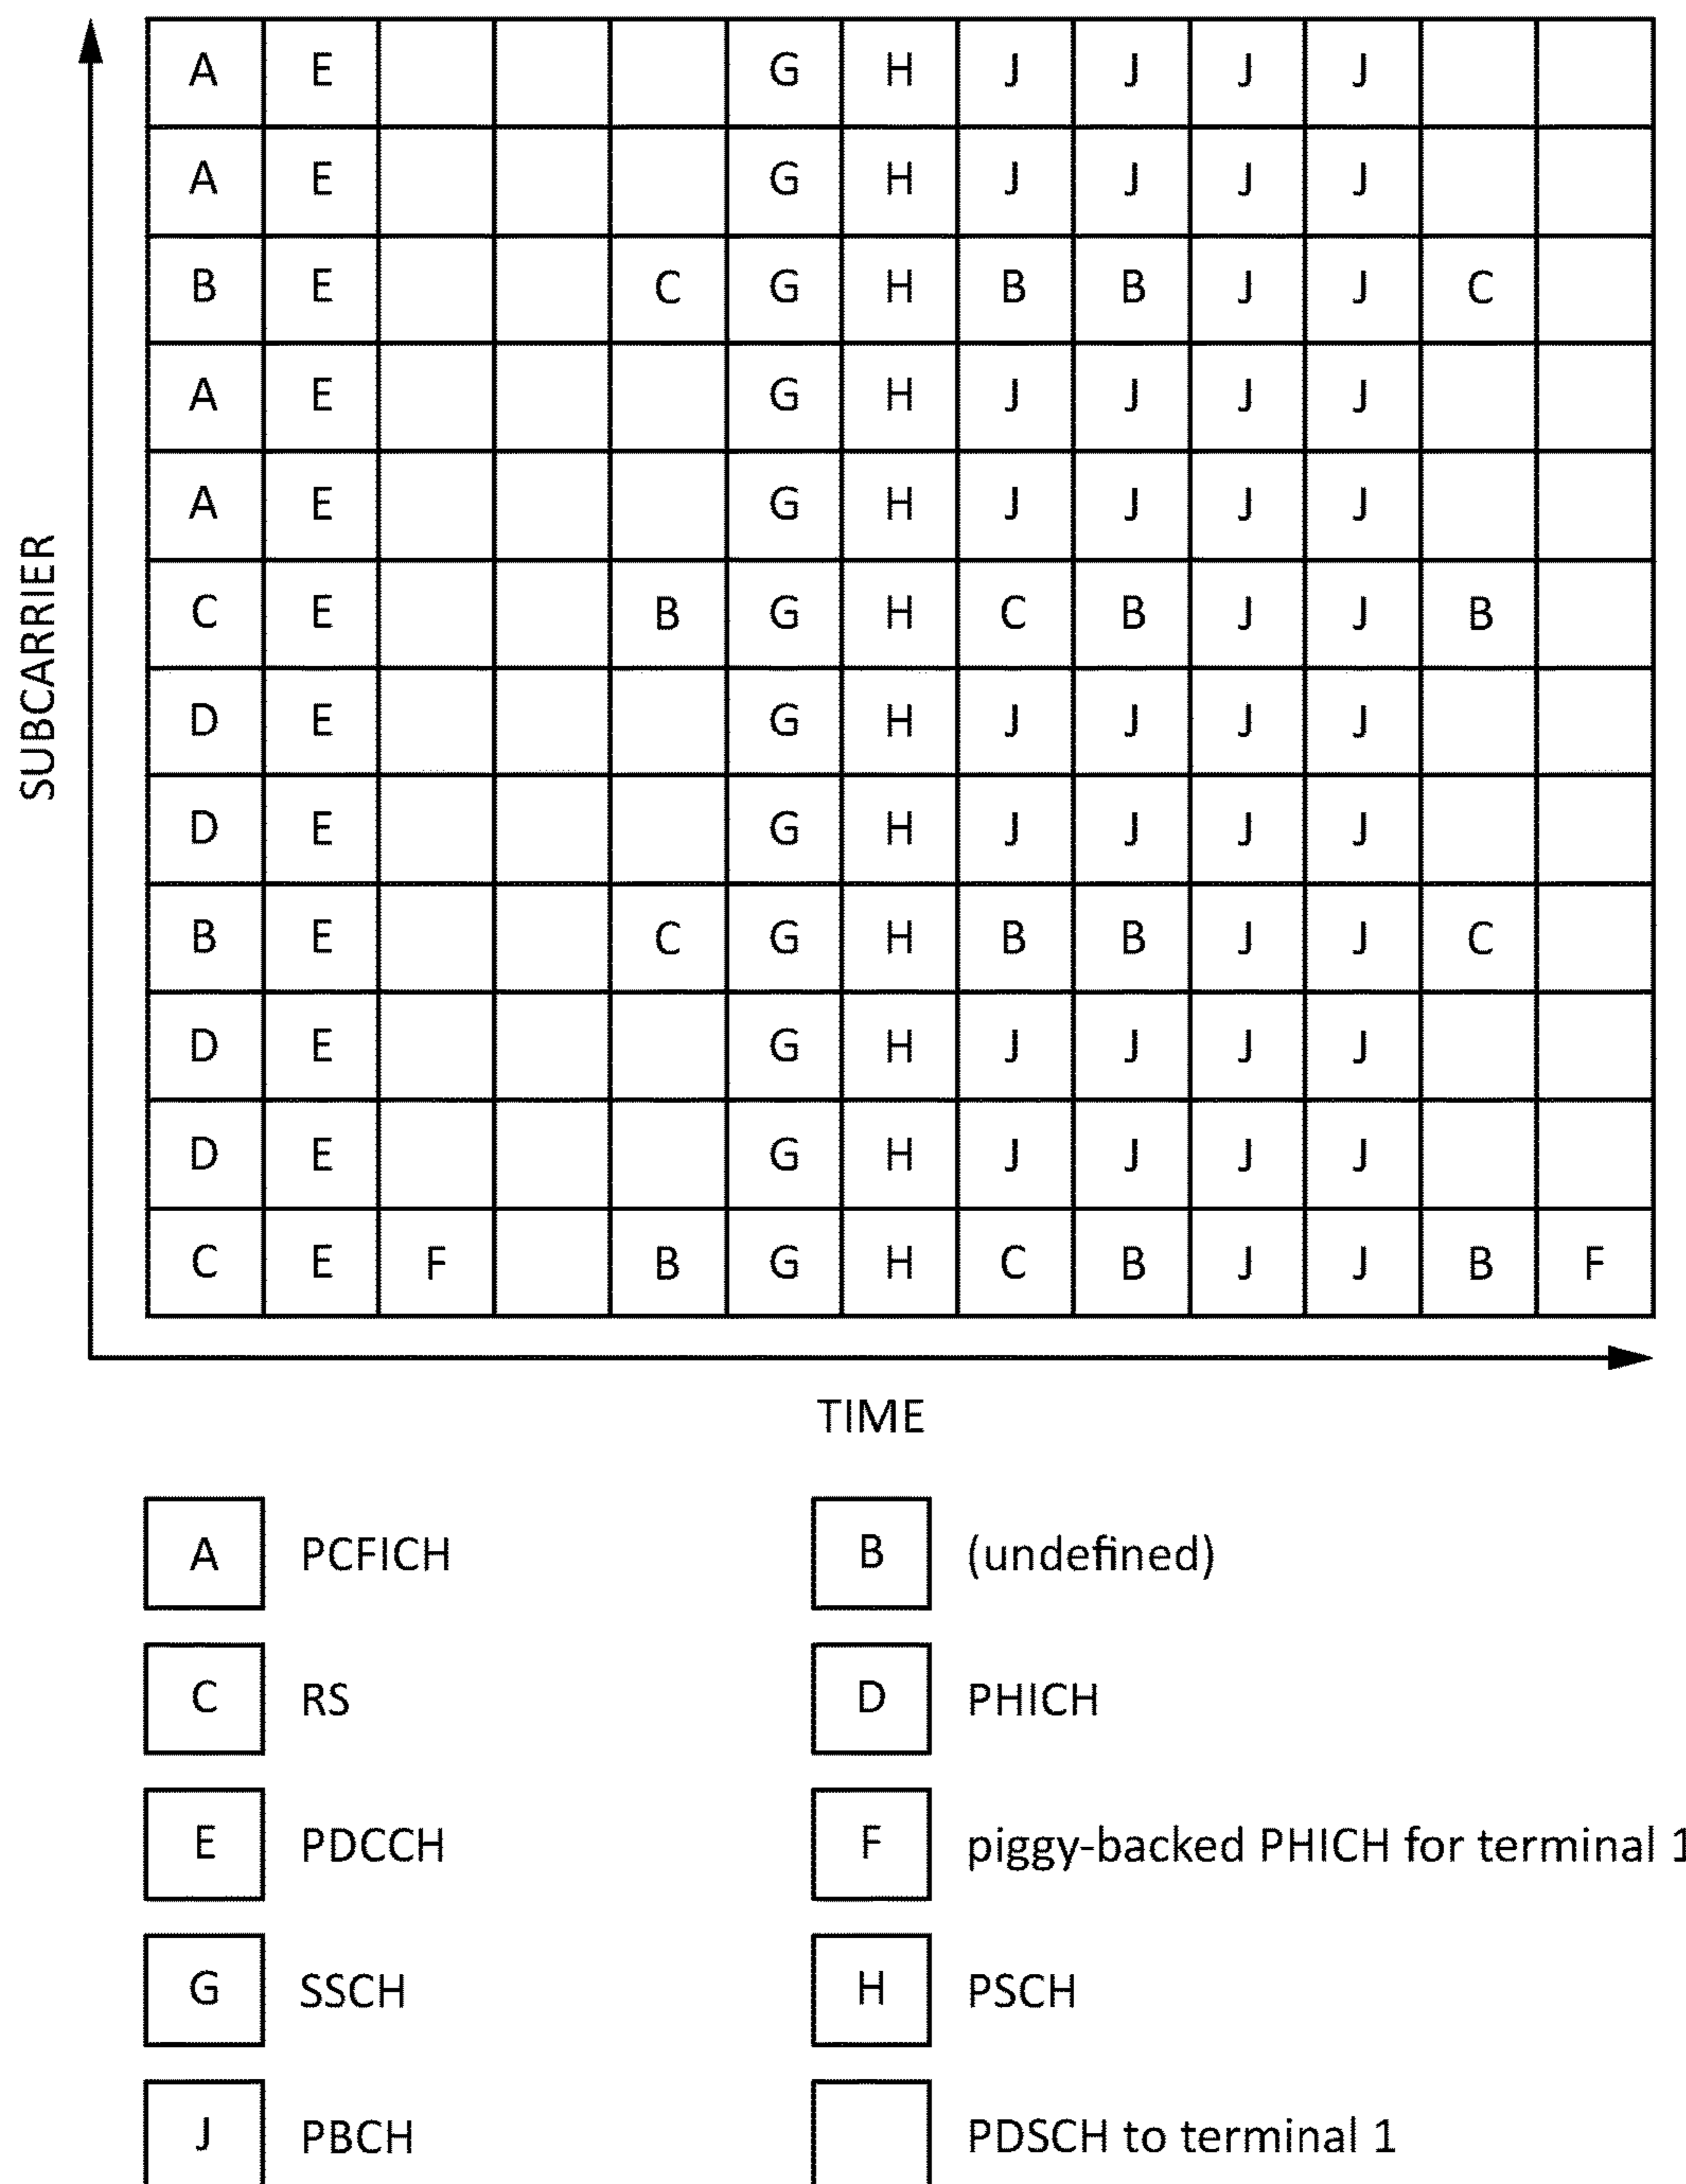 A E G H J J J J
A E G H J J J J
B E C G H B B J J C
A E G H J J J J
A E G H J J J J
C E B G H C B J J B
D E G H J J J J
D E G H J J J J
B E C G H B B J J C
D E G H J J J J
D E G H J J J J
C E F B G H C B J J B F
SUBCARRIER
TIME
A PCFICH
B (undefined)
C RS
D PHICH
E PDCCH
F piggy-backed PHICH for terminal 1
G SSCH
H PSCH
J PBCH
PDSCH to terminal 1